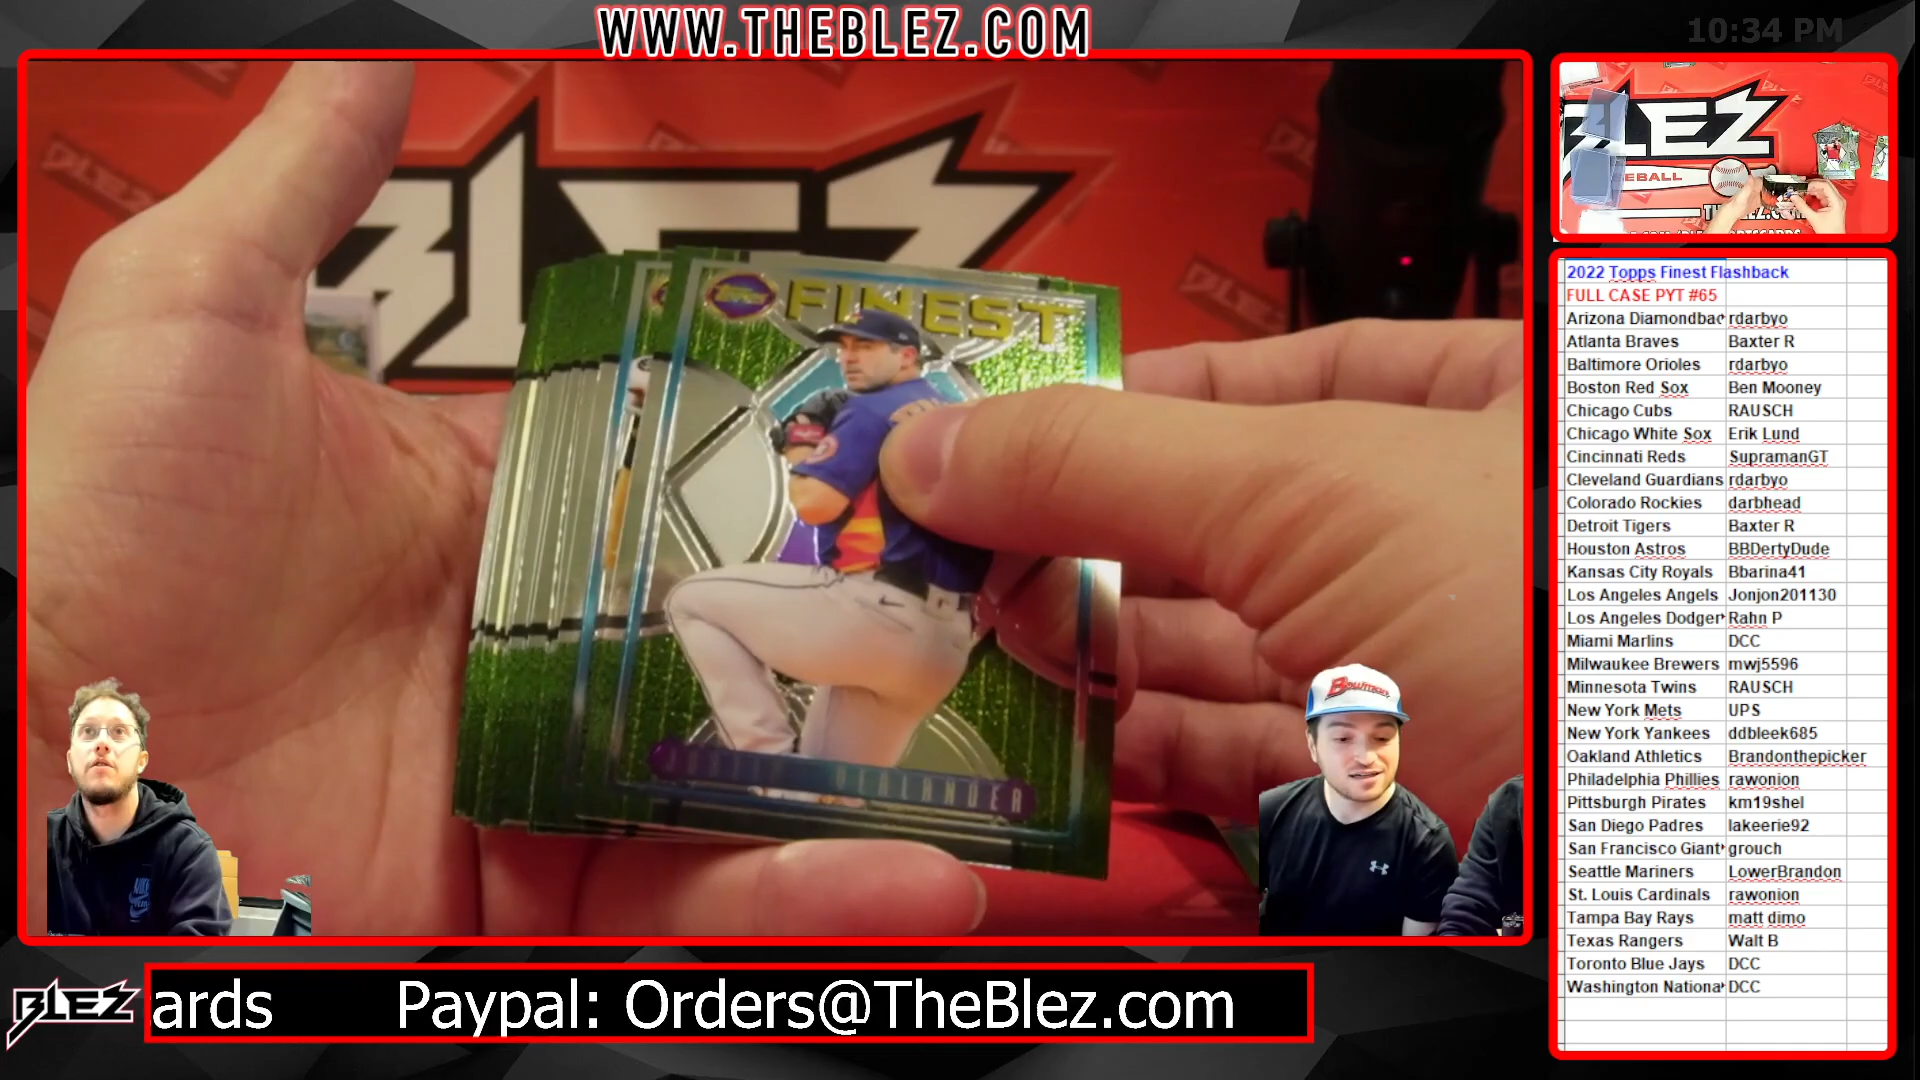 WWW.THEBLEZ.COM
10:34 PM
BLEZ
BLEZ
FINEST
JUSTIN VERLANDER
2022 Topps Finest Flashback
FULL CASE PYT #65
Arizona Diamondbac rdarbyo
Atlanta Braves Baxter R
Baltimore Orioles rdarbyo
Boston Red Sox Ben Mooney
Chicago Cubs RAUSCH
Chicago White Sox Erik Lund
Cincinnati Reds SupramanGT
Cleveland Guardians rdarbyo
Colorado Rockies darbhead
Detroit Tigers Baxter R
Houston Astros BBDertyDude
Kansas City Royals Bbarina41
Los Angeles Angels Jonjon201130
Los Angeles Dodger Rahn P
Miami Marlins DCC
Milwaukee Brewers mwj5596
Minnesota Twins RAUSCH
New York Mets UPS
New York Yankees ddbleek685
Oakland Athletics Brandonthepicker
Philadelphia Phillies rawonion
Pittsburgh Pirates km19shel
San Diego Padres lakeerie92
San Francisco Giant grouch
Seattle Mariners LowerBrandon
St. Louis Cardinals rawonion
Tampa Bay Rays matt dimo
Texas Rangers Walt B
Toronto Blue Jays DCC
Washington Nationa DCC
Bowman
BLEZ
ards Paypal: Orders@TheBlez.com